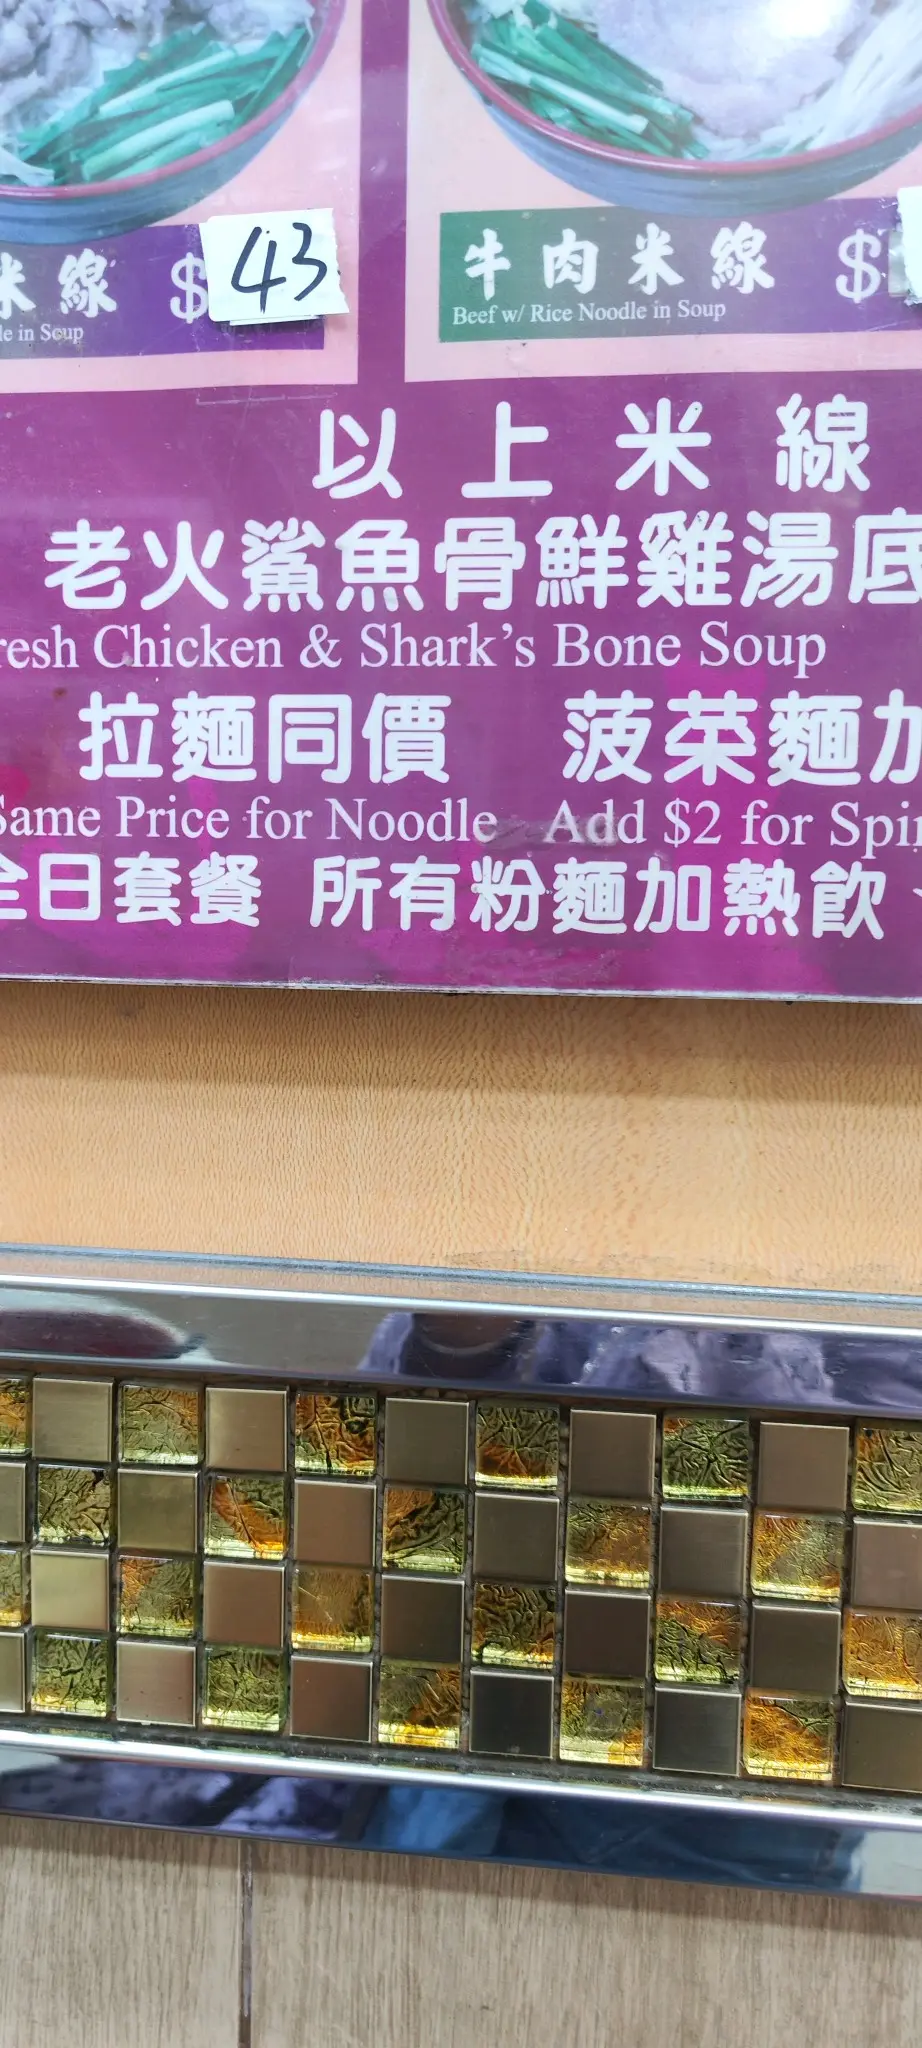 米線 $43
in Soup
牛肉米線 $
Beef w/ Rice Noodle in Soup
以上米線
老火鯊魚骨鮮雞湯底
Chicken & Shark's Bone Soup
拉麵同價 菠菜麵加
Same Price for Noodle Add $2 for
全日套餐 所有粉麵加熱飲